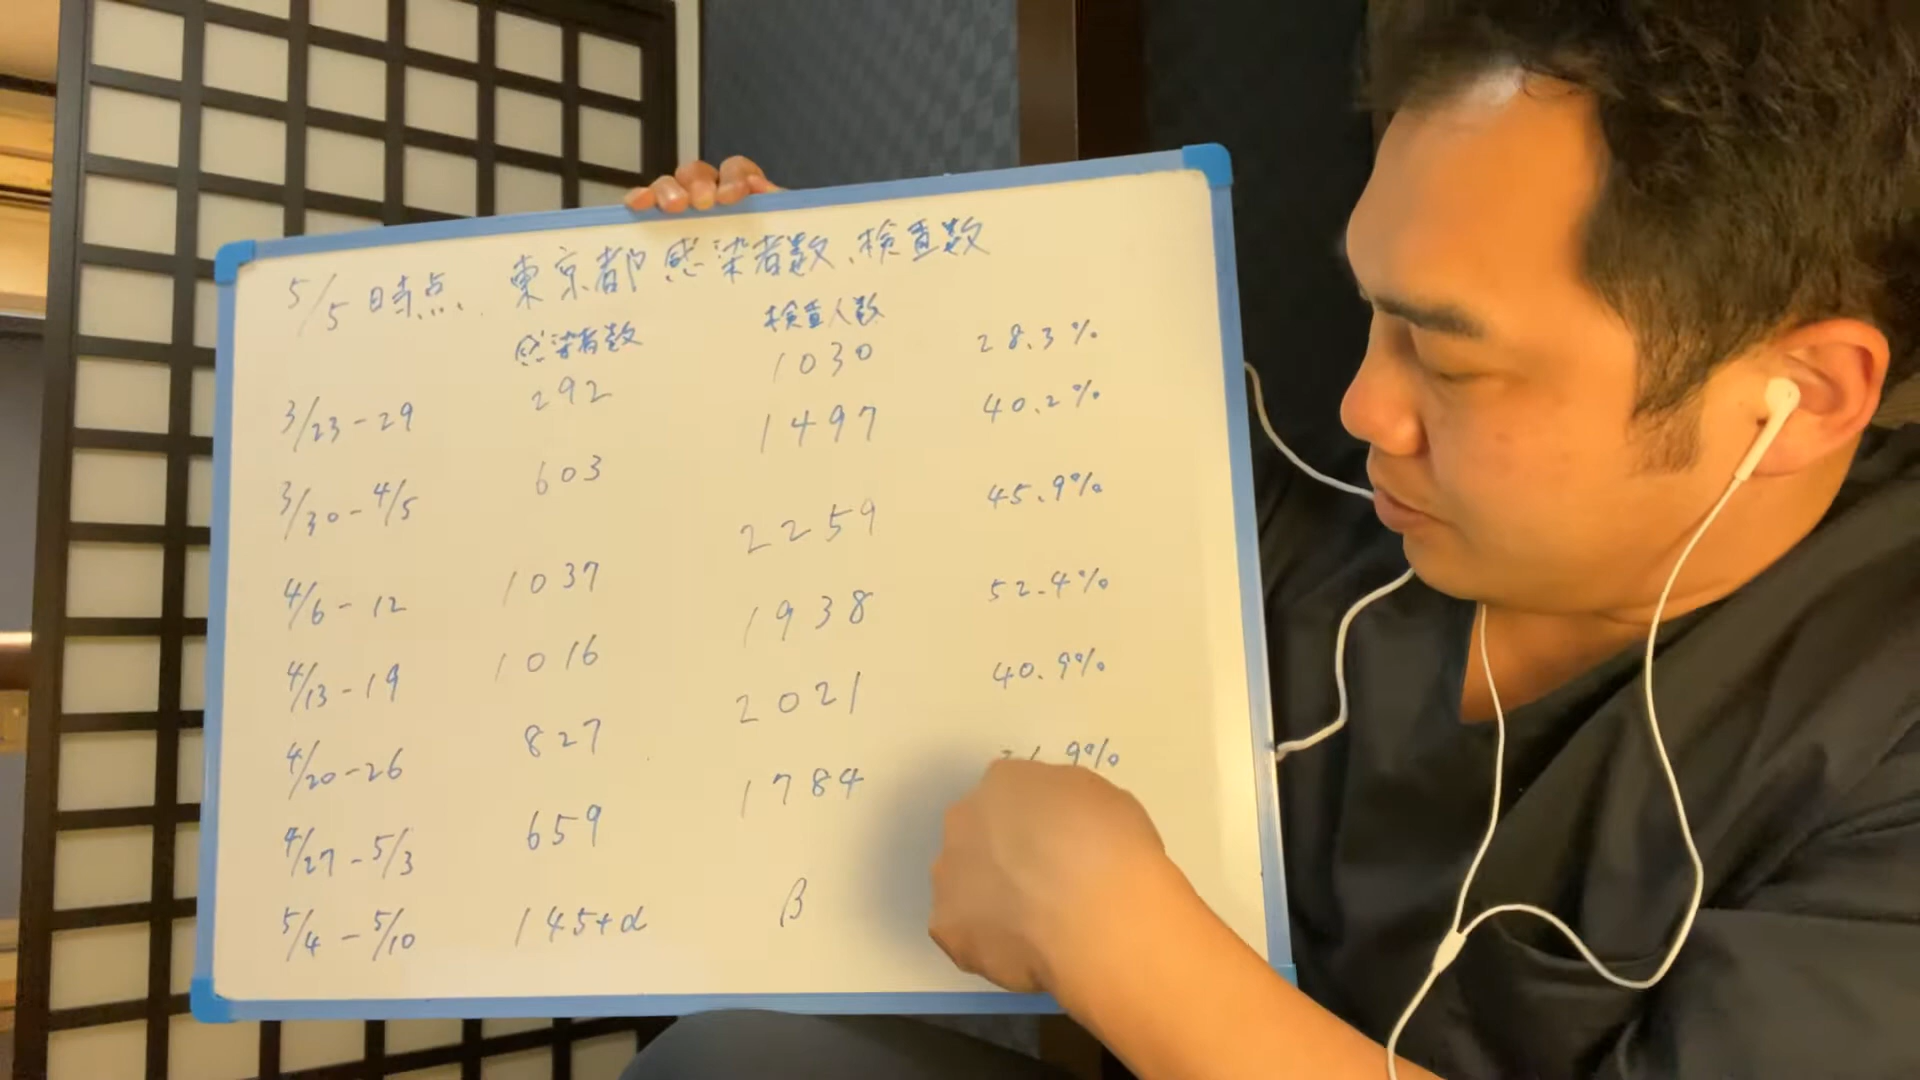 5/5時点、東京都感染者数、検査数
感染者数 検査人数
3/23-29 292 1030 28.3%
3/30-4/5 603 1497 40.2%
4/6-12 1037 2259 45.9%
4/13-19 1016 1938 52.4%
4/20-26 827 2021 40.9%
4/27-5/3 659 1784
5/4-5/10 145+α β